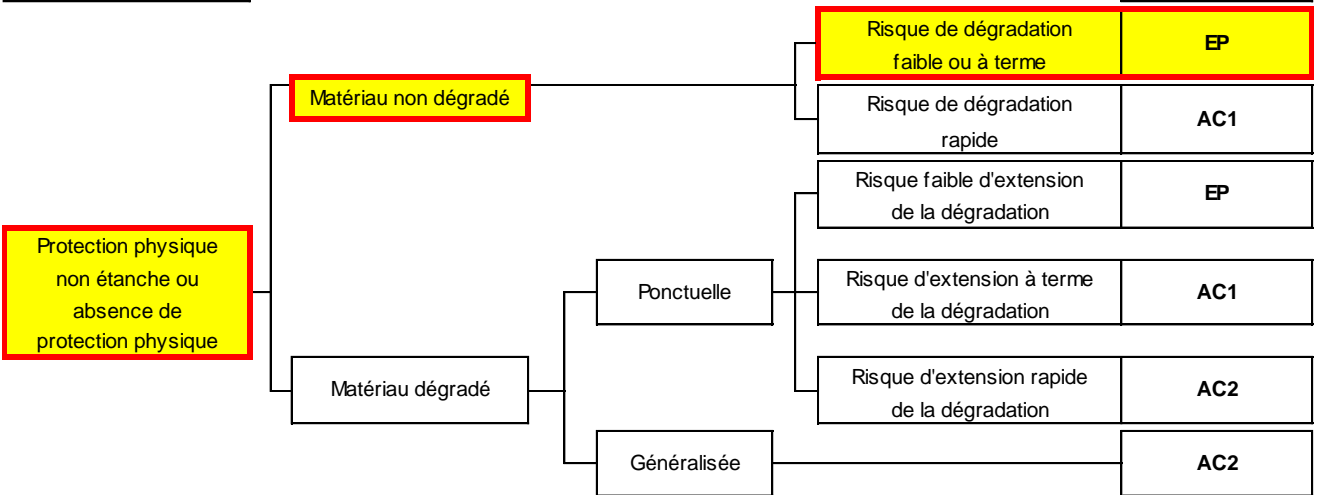 Risque de dégradation
faible ou à terme
EP
Matériau non dégradé
Risque de dégradation
rapide
AC1
Risque faible d'extension
de la dégradation
EP
Protection physique
non étanche ou
absence de
protection physique
Ponctuelle
Risque d'extension à terme
de la dégradation
AC1
Matériau dégradé
Risque d'extension rapide
de la dégradation
AC2
Généralisée
AC2